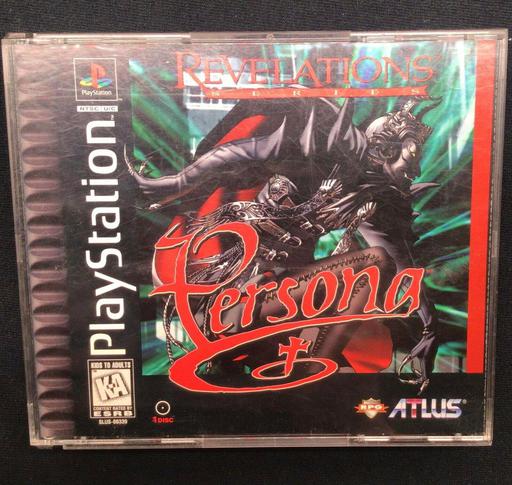 PlayStation
NTSC U/C
PlayStation
REVELATIONS
SERIES
Persona
KIDS TO ADULTS
K-A
CONTENT RATED BY
ESRB
SLUS-00339
1 DISC
RPG
ATLUS